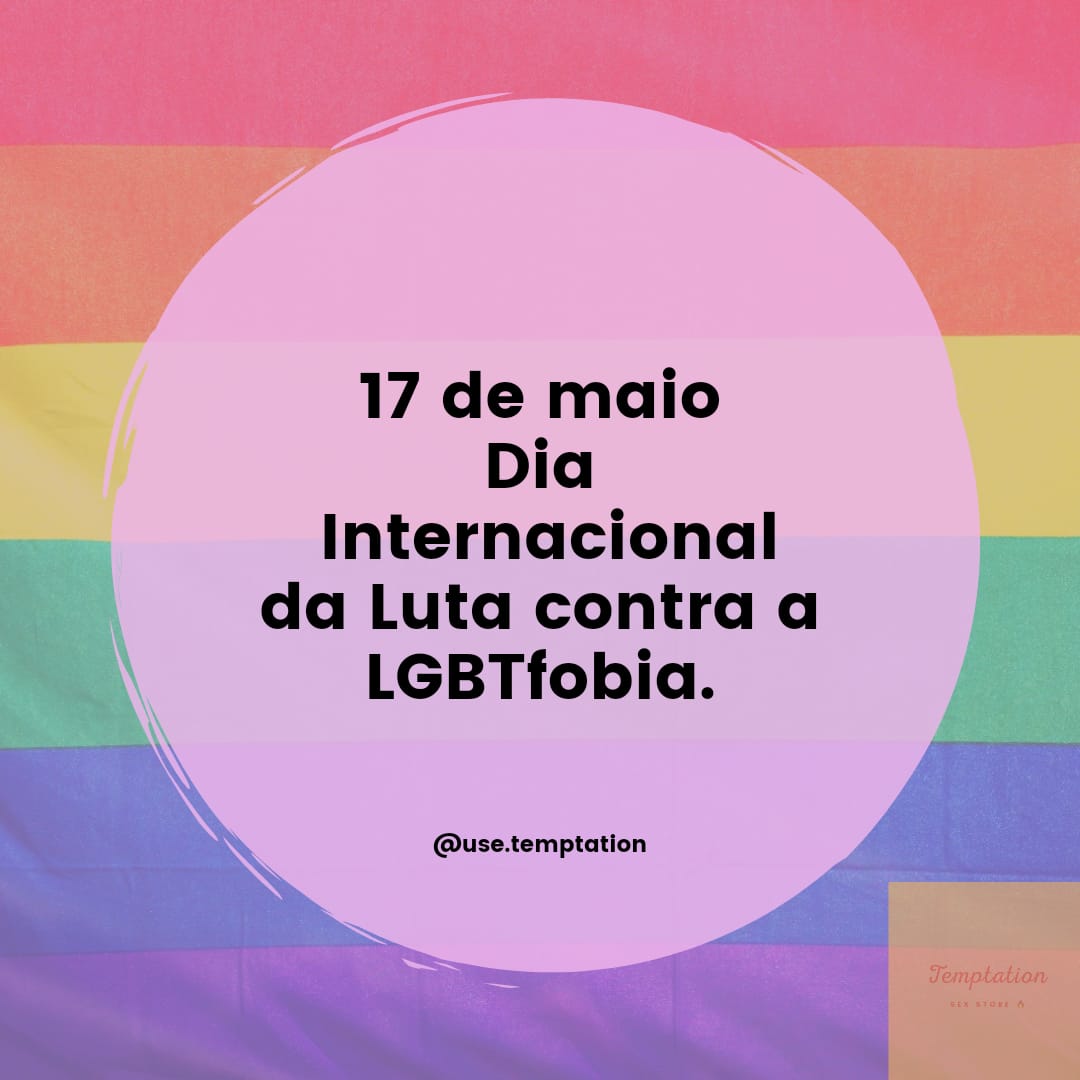 17 de maio
Dia
Internacional
da Luta contra a
LGBTfobia.
@use.temptation
Temptation
SEX STORE